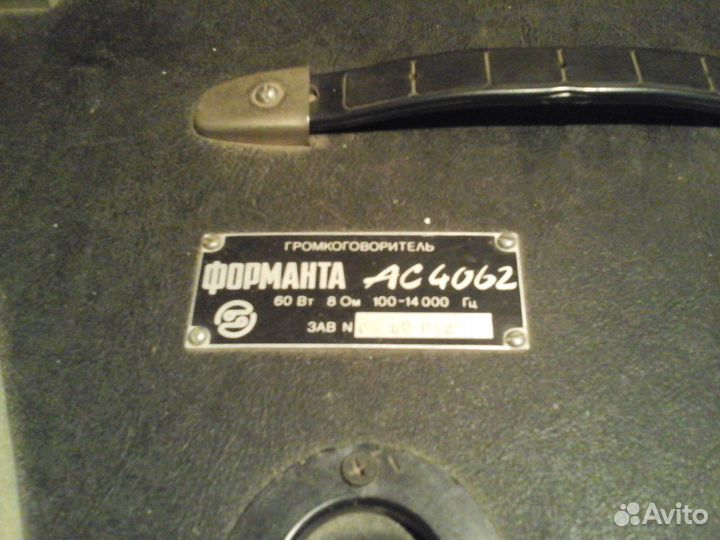 ГРОМКОГОВОРИТЕЛЬ
ФОРМАНТА АС 4062
60 Вт 8 Ом 100-14 000 Гц
ЗАВ N
Avito